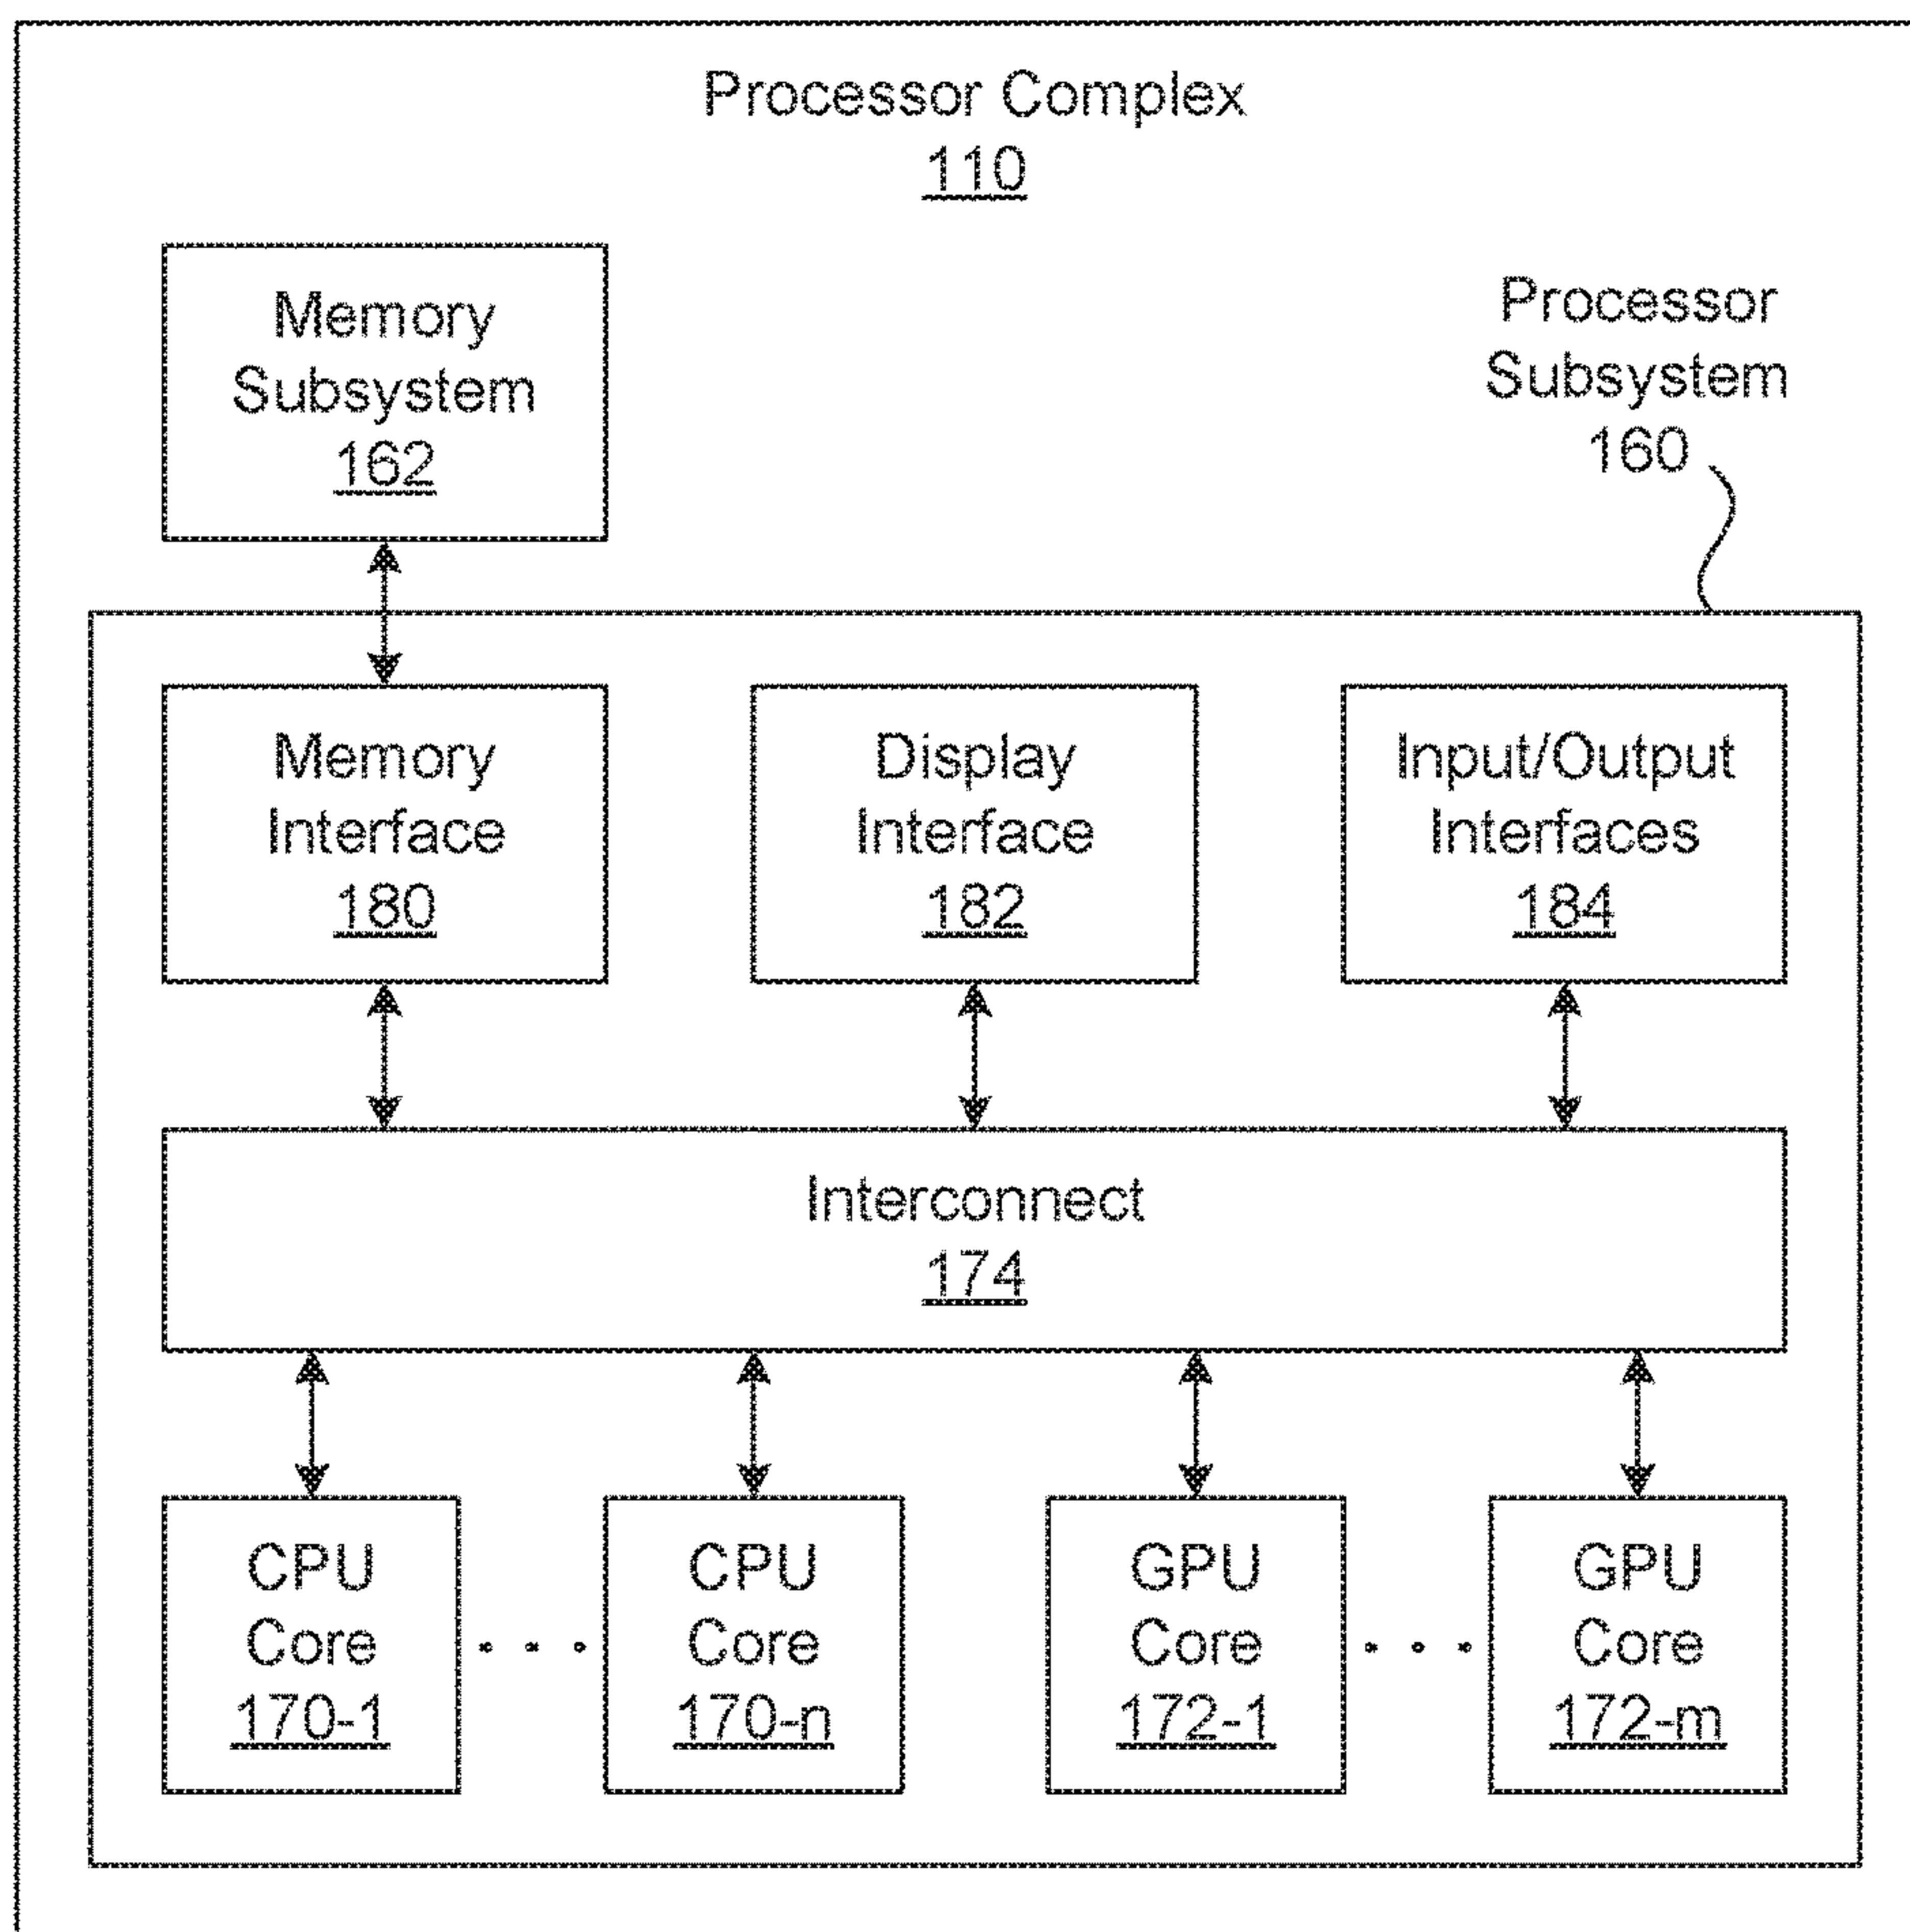 Processor Complex
110
Memory
Subsystem
162
Processor
Subsystem
160
Memory
Interface
180
Display
Interface
182
Input/Output
Interfaces
184
Interconnect
174
CPU
Core
170-1
CPU
Core
170-n
GPU
Core
172-1
GPU
Core
172-m